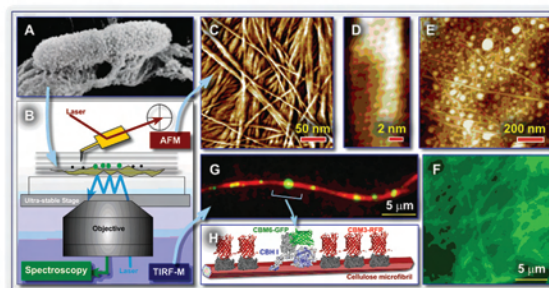 A
B
Laser
AFM
Ultra-stable Stage
Objective
Spectroscopy
Laser
TIRF-M
C
50 nm
D
2 nm
E
200 nm
G
5 µm
F
5 µm
H
CBM6-GFP
CBM3-RFP
CBH I
Cellulose microfibril